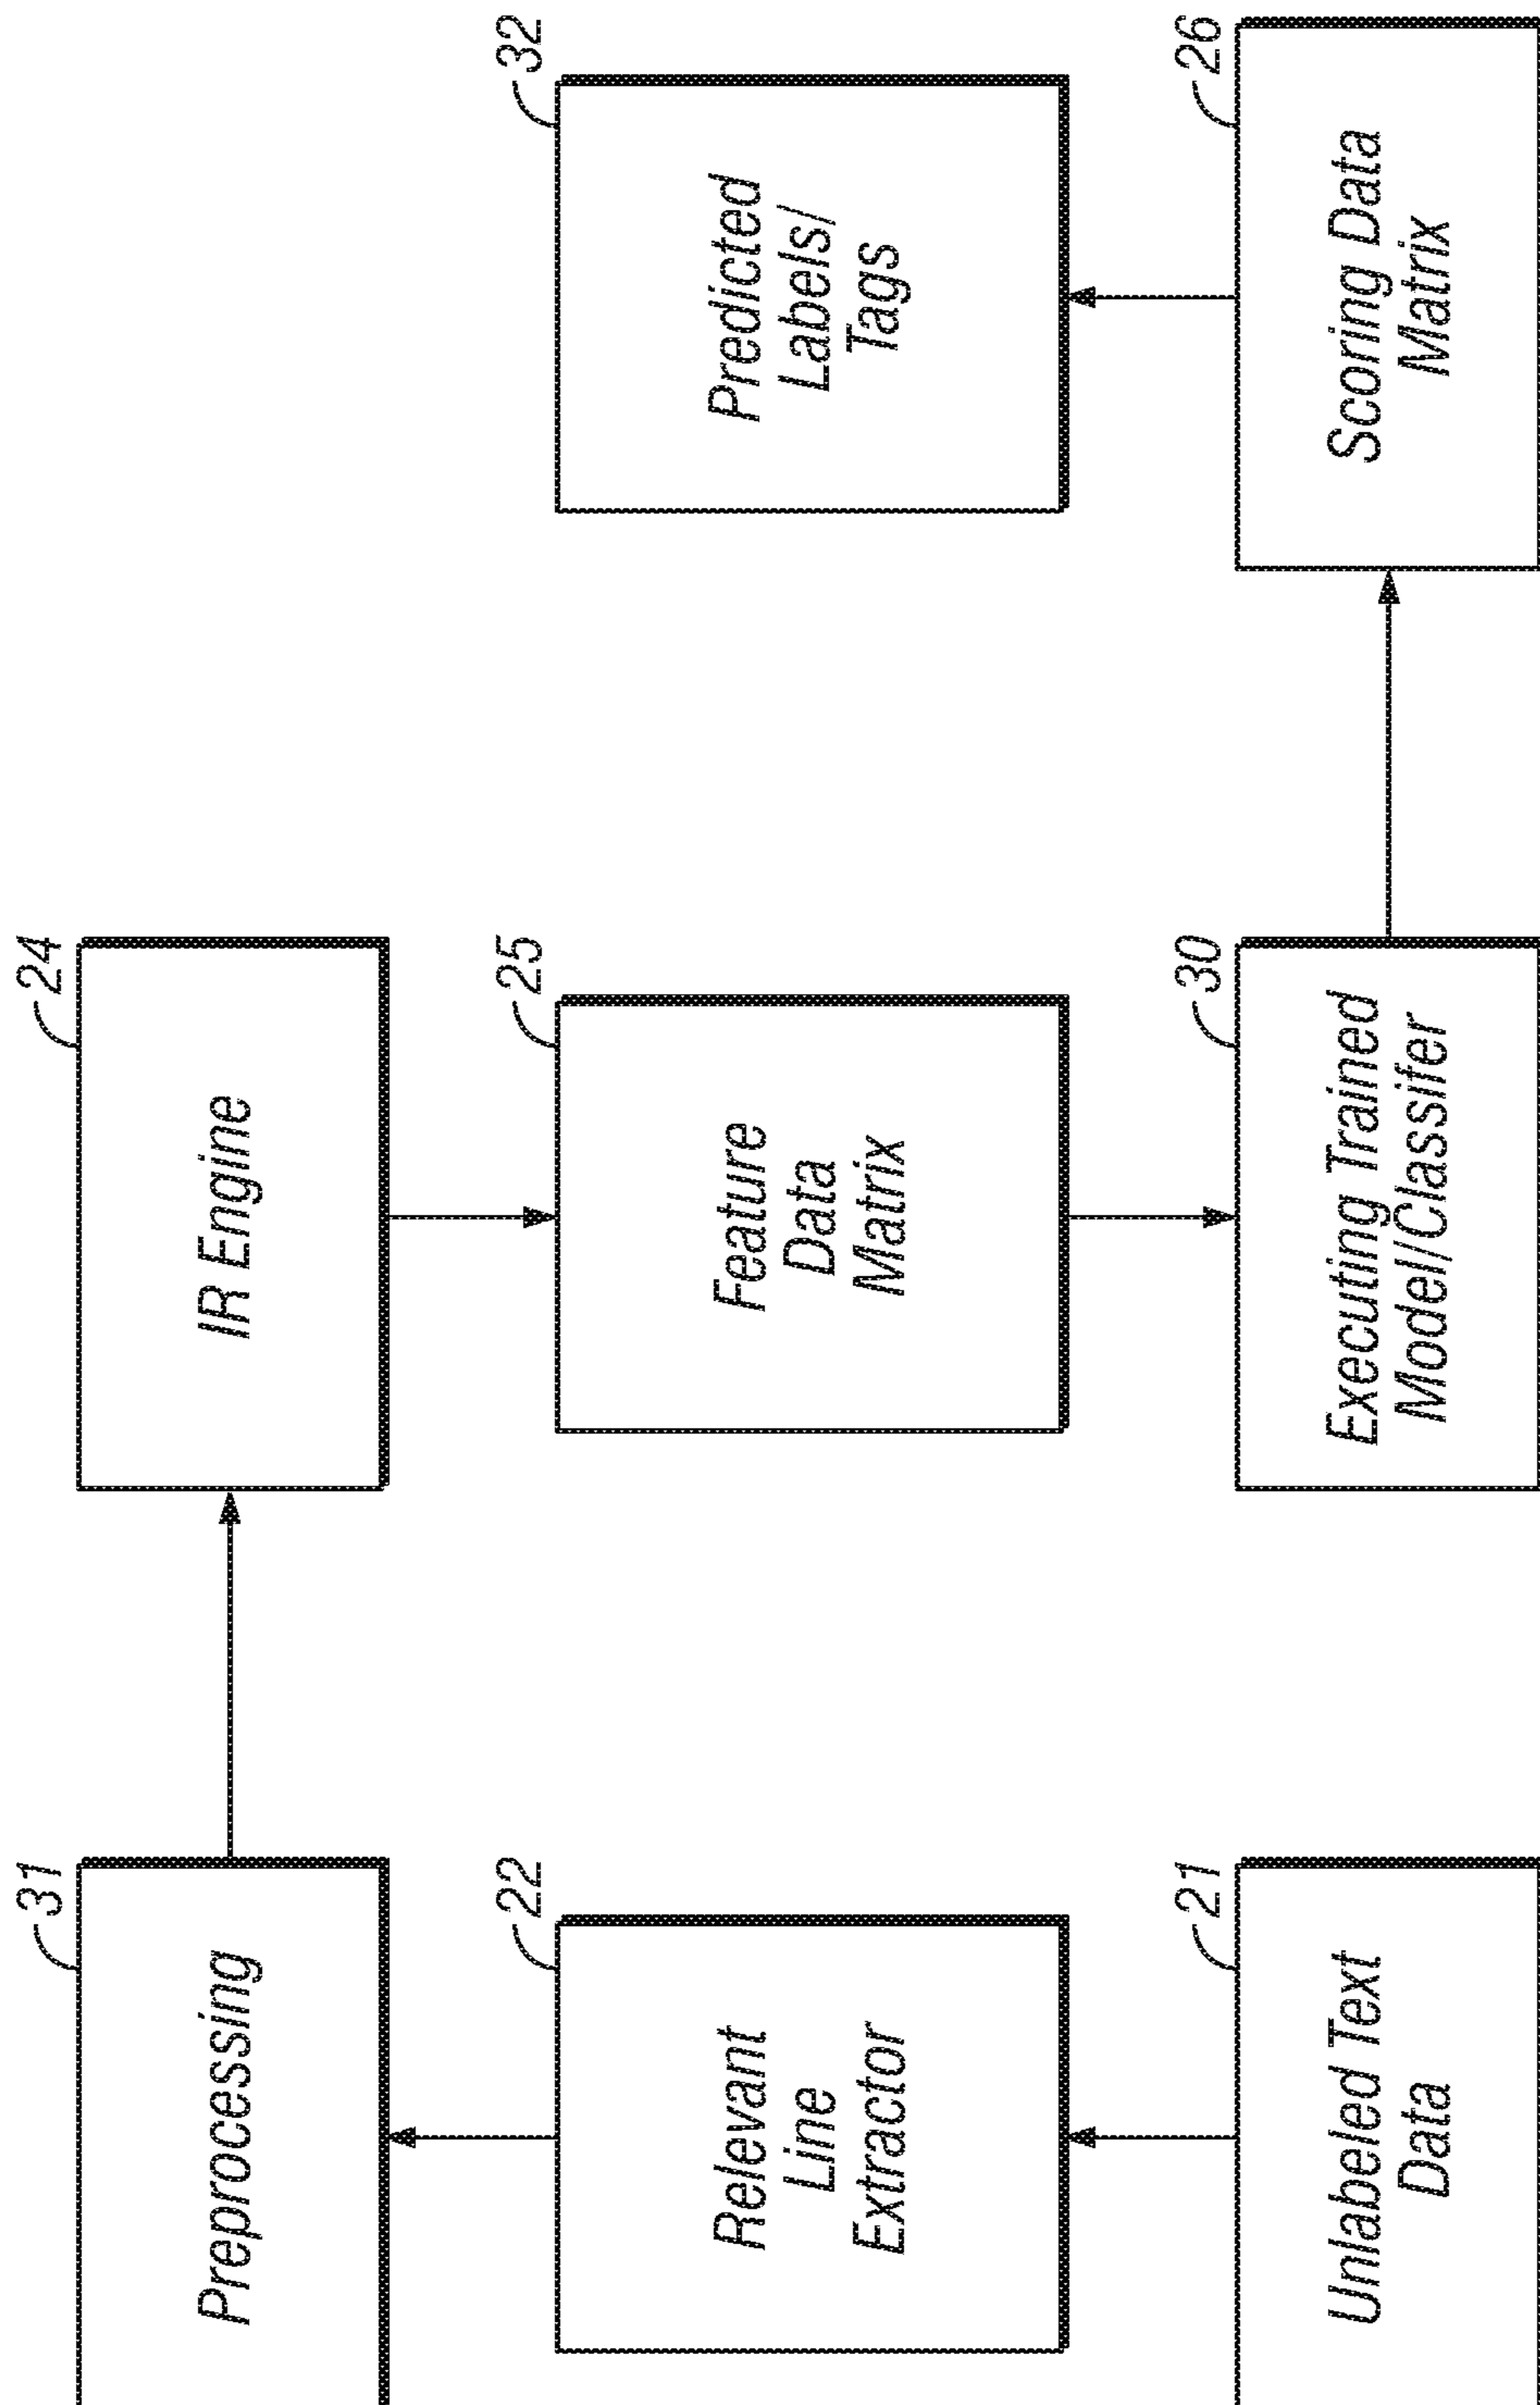 31
Preprocessing
22
Relevant
Line
Extractor
21
Unlabeled Text
Data
24
IR Engine
25
Feature
Data
Matrix
30
Executing Trained
Model/Classifer
32
Predicted
Labels/
Tags
26
Scoring Data
Matrix